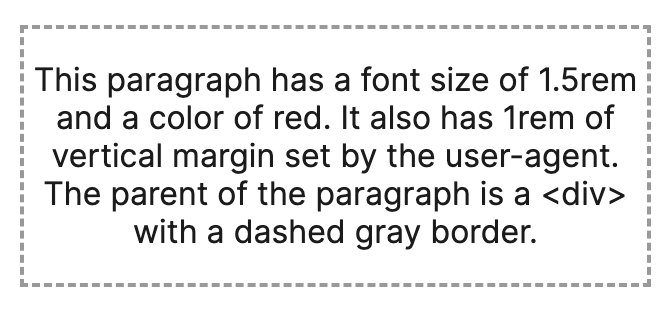 This paragraph has a font size of 1.5rem
and a color of red. It also has 1rem of
vertical margin set by the user-agent.
The parent of the paragraph is a <div>
with a dashed gray border.